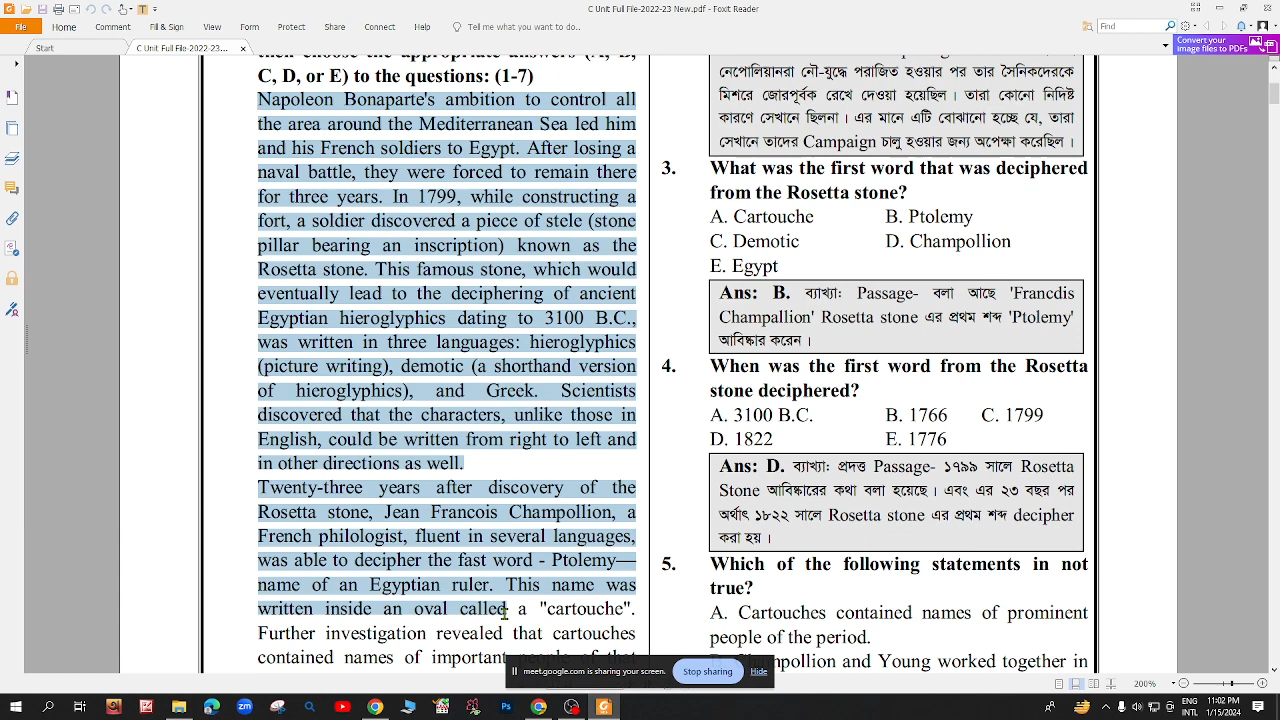 C Unit Full File-2022-23 New.pdf - Foxit Reader
File
Home
Comment
Fill & Sign
View
Form
Protect
Share
Connect
Help
Tell me what you want to do...
Find
Start
C Unit Full File-2022-23...
Convert your
image files to PDFs
then choose the appropriate answers (A, B,
C, D, or E) to the questions: (1-7)
Napoleon Bonaparte's ambition to control all
the area around the Mediterranean Sea led him
and his French soldiers to Egypt. After losing a
naval battle, they were forced to remain there
for three years. In 1799, while constructing a
fort, a soldier discovered a piece of stele (stone
pillar bearing an inscription) known as the
Rosetta stone. This famous stone, which would
eventually lead to the deciphering of ancient
Egyptian hieroglyphics dating to 3100 B.C.,
was written in three languages: hieroglyphics
(picture writing), demotic (a shorthand version
of hieroglyphics), and Greek. Scientists
discovered that the characters, unlike those in
English, could be written from right to left and
in other directions as well.
Twenty-three years after discovery of the
Rosetta stone, Jean Francois Champollion, a
French philologist, fluent in several languages,
was able to decipher the fast word - Ptolemy—
name of an Egyptian ruler. This name was
written inside an oval called a "cartouche".
Further investigation revealed that cartouches
contained names of important people of that
নেপোলিয়ানরা নৌ-যুদ্ধে পরাজিত হওয়ার পর তার সৈনিকদেরকে
মিশরে জোরপূর্বক রেখে দেওয়া হয়েছিল। তারা কোনো নির্দিষ্ট
কারণে সেখানে ছিলনা। এর মানে এটি বোঝানো হচ্ছে যে, তারা
সেখানে তাদের Campaign চালু হওয়ার জন্য অপেক্ষা করেছিল।
3. What was the first word that was deciphered
from the Rosetta stone?
A. Cartouche B. Ptolemy
C. Demotic D. Champollion
E. Egypt
Ans: B. ব্যাখ্যা: Passage- বলা আছে 'Francdis
Champallion' Rosetta stone এর প্রথম শব্দ 'Ptolemy'
আবিষ্কার করেন।
4. When was the first word from the Rosetta
stone deciphered?
A. 3100 B.C. B. 1766 C. 1799
D. 1822 E. 1776
Ans: D. ব্যাখ্যা: প্রদত্ত Passage- ১৭৯৯ সালে Rosetta
Stone আবিষ্কারের কথা বলা হয়েছে। এবং এর ২৩ বছর পর
অর্থাৎ ১৮২২ সালে Rosetta stone এর প্রথম শব্দ decipher
করা হয়।
5. Which of the following statements in not
true?
A. Cartouches contained names of prominent
people of the period.
Champollion and Young worked together in
meet.google.com is sharing your screen.
Stop sharing
Hide
200%
ENG
INTL
11:02 PM
1/15/2024